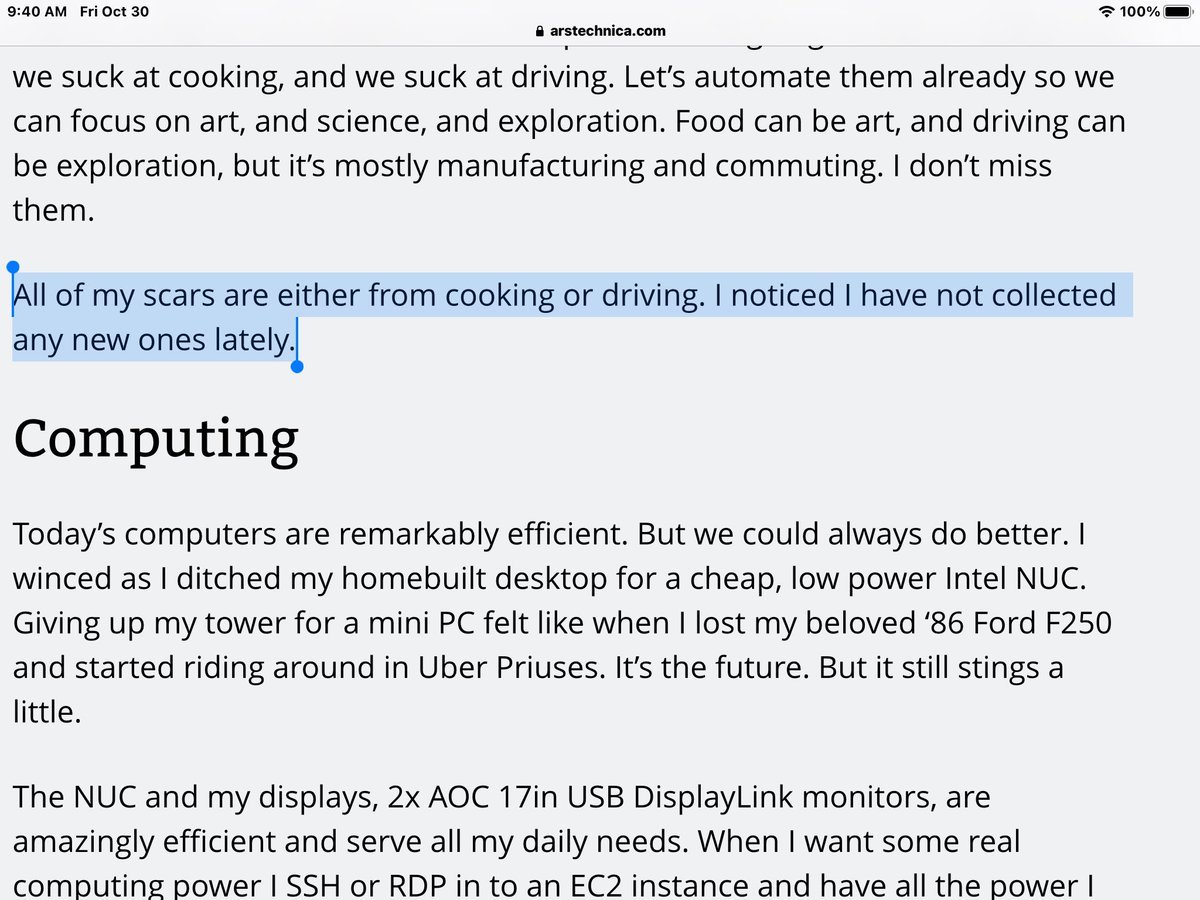 9:40 AM Fri Oct 30
100%
arstechnica.com
we suck at cooking, and we suck at driving. Let’s automate them already so we
can focus on art, and science, and exploration. Food can be art, and driving can
be exploration, but it’s mostly manufacturing and commuting. I don’t miss
them.
All of my scars are either from cooking or driving. I noticed I have not collected
any new ones lately.
Computing
Today’s computers are remarkably efficient. But we could always do better. I
winced as I ditched my homebuilt desktop for a cheap, low power Intel NUC.
Giving up my tower for a mini PC felt like when I lost my beloved ‘86 Ford F250
and started riding around in Uber Priuses. It’s the future. But it still stings a
little.
The NUC and my displays, 2x AOC 17in USB DisplayLink monitors, are
amazingly efficient and serve all my daily needs. When I want some real
computing power I SSH or RDP in to an EC2 instance and have all the power I